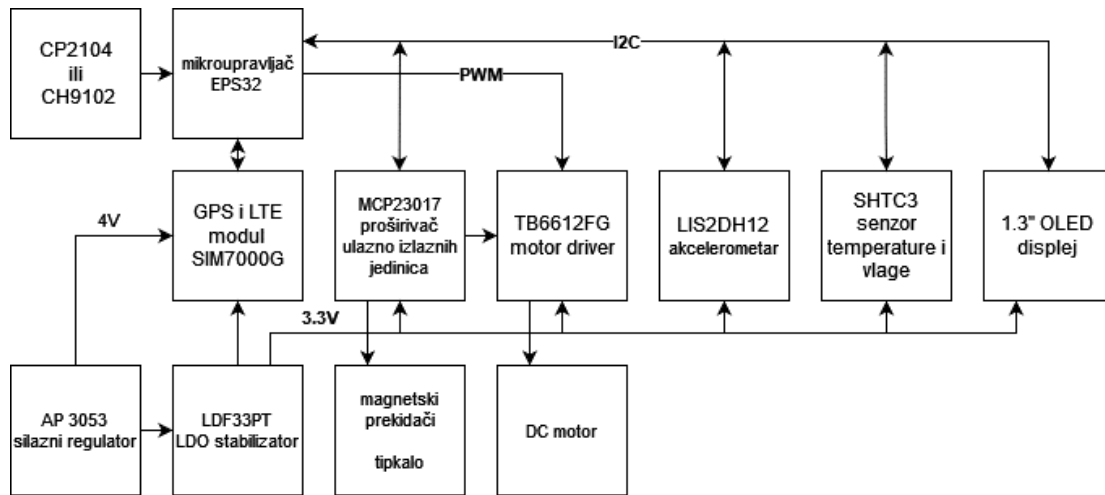 CP2104
ili
CH9102
mikroupravljač
EPS32
I2C
PWM
4V
GPS i LTE
modul
SIM7000G
MCP23017
proširivač
ulazno izlaznih
jedinica
TB6612FG
motor driver
LIS2DH12
akcelerometar
SHTC3
senzor
temperature i
vlage
1.3" OLED
displej
3.3V
AP 3053
silazni regulator
LDF33PT
LDO stabilizator
magnetski
prekidači
tipkalo
DC motor